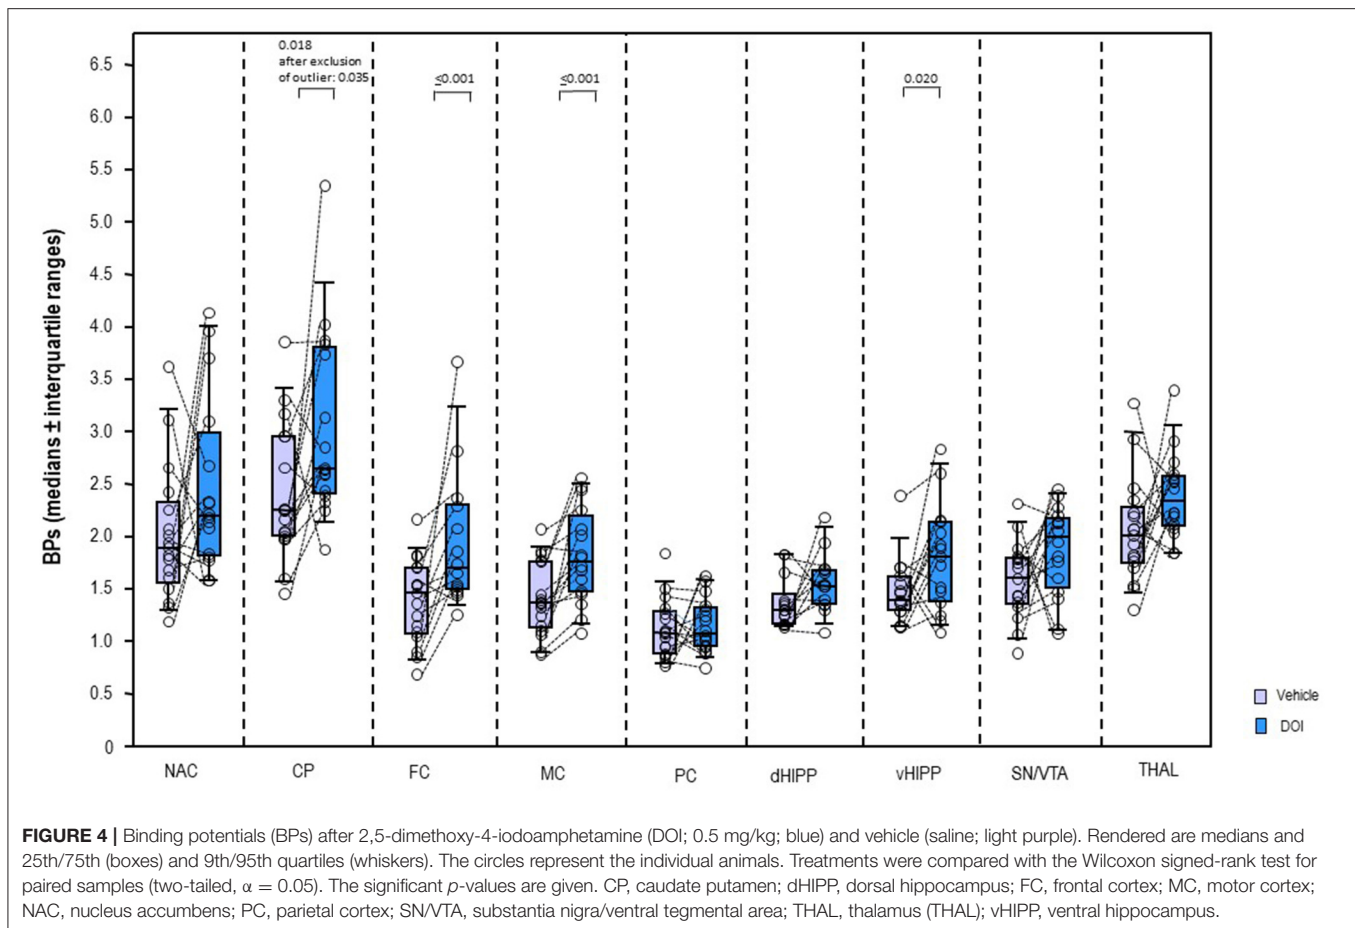 0.018
after exclusion
of outlier: 0.035
≤0.001
≤0.001
0.020
6.5
6.0
5.5
5.0
4.5
4.0
3.5
3.0
2.5
2.0
1.5
1.0
0.5
0
BPs (medians ± interquartile ranges)
NAC CP FC MC PC dHIPP vHIPP SN/VTA THAL
Vehicle
DOI
FIGURE 4 | Binding potentials (BPs) after 2,5-dimethoxy-4-iodoamphetamine (DOI; 0.5 mg/kg; blue) and vehicle (saline; light purple). Rendered are medians and
25th/75th (boxes) and 9th/95th quartiles (whiskers). The circles represent the individual animals. Treatments were compared with the Wilcoxon signed-rank test for
paired samples (two-tailed, α = 0.05). The significant p-values are given. CP, caudate putamen; dHIPP, dorsal hippocampus; FC, frontal cortex; MC, motor cortex;
NAC, nucleus accumbens; PC, parietal cortex; SN/VTA, substantia nigra/ventral tegmental area; THAL, thalamus (THAL); vHIPP, ventral hippocampus.